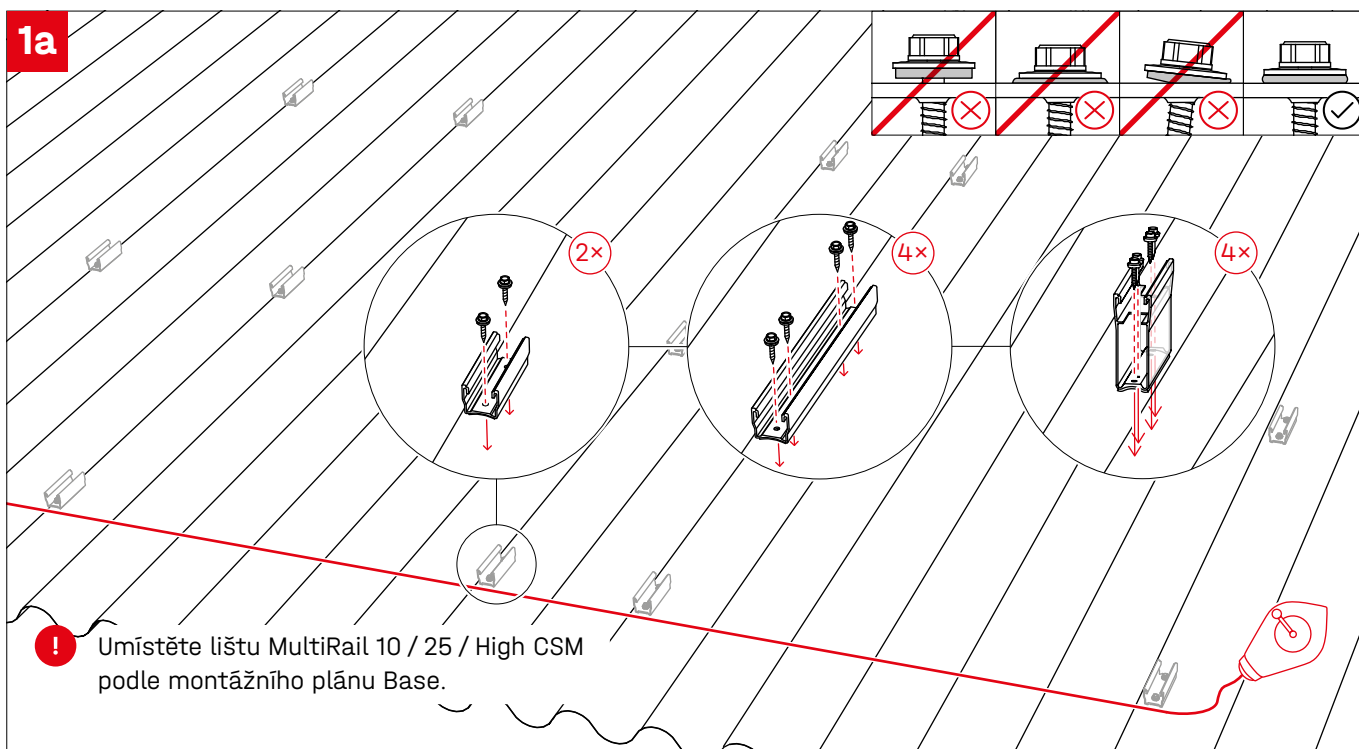 1a
2×
4×
4×
!
Umístěte lištu MultiRail 10 / 25 / High CSM
podle montážního plánu Base.